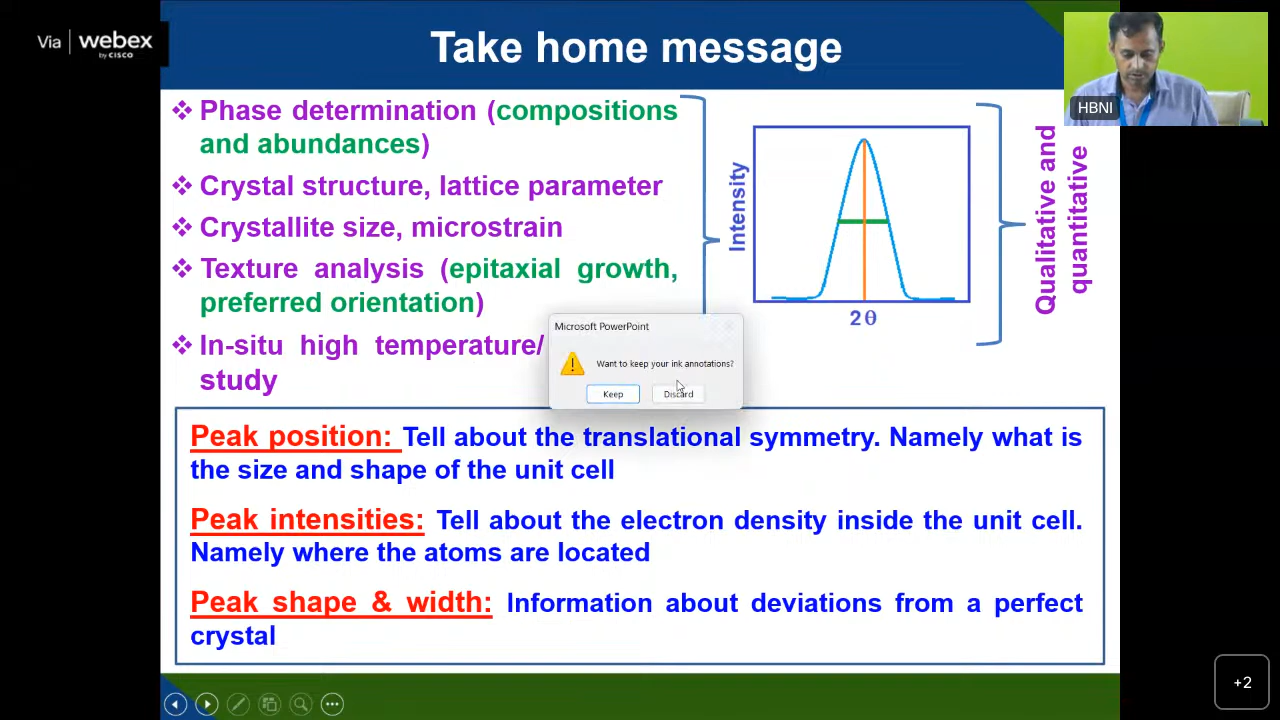 Via webex
by CISCO
Take home message
HBNI
❖ Phase determination (compositions
and abundances)
❖ Crystal structure, lattice parameter
❖ Crystallite size, microstrain
❖ Texture analysis (epitaxial growth,
preferred orientation)
❖ In-situ high temperature/
study
Intensity
2θ
Qualitative and
quantitative
Microsoft PowerPoint
Want to keep your ink annotations?
Keep
Discard
Peak position: Tell about the translational symmetry. Namely what is
the size and shape of the unit cell
Peak intensities: Tell about the electron density inside the unit cell.
Namely where the atoms are located
Peak shape & width: Information about deviations from a perfect
crystal
+2